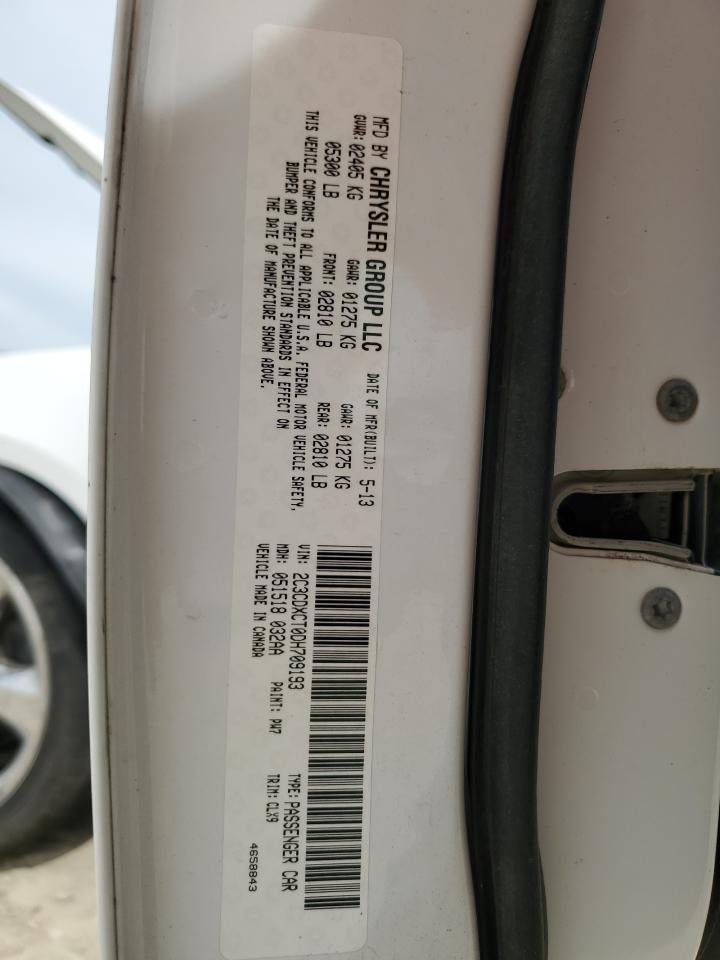 MFD BY CHRYSLER GROUP LLC DATE OF MFR(BUILT): 5-13
GVWR: 02405 KG GAWR: 01275 KG GAWR: 01275 KG
05300 LB FRONT: 02810 LB REAR: 02810 LB
THIS VEHICLE CONFORMS TO ALL APPLICABLE U.S.A. FEDERAL MOTOR VEHICLE SAFETY,
BUMPER AND THEFT PREVENTION STANDARDS IN EFFECT ON
THE DATE OF MANUFACTURE SHOWN ABOVE.
VIN: 2C3CDXCT0DH709193 TYPE: PASSENGER CAR
MDH: 051518 032AA PAINT: PW7 TRIM: CLX9
VEHICLE MADE IN CANADA 4658843